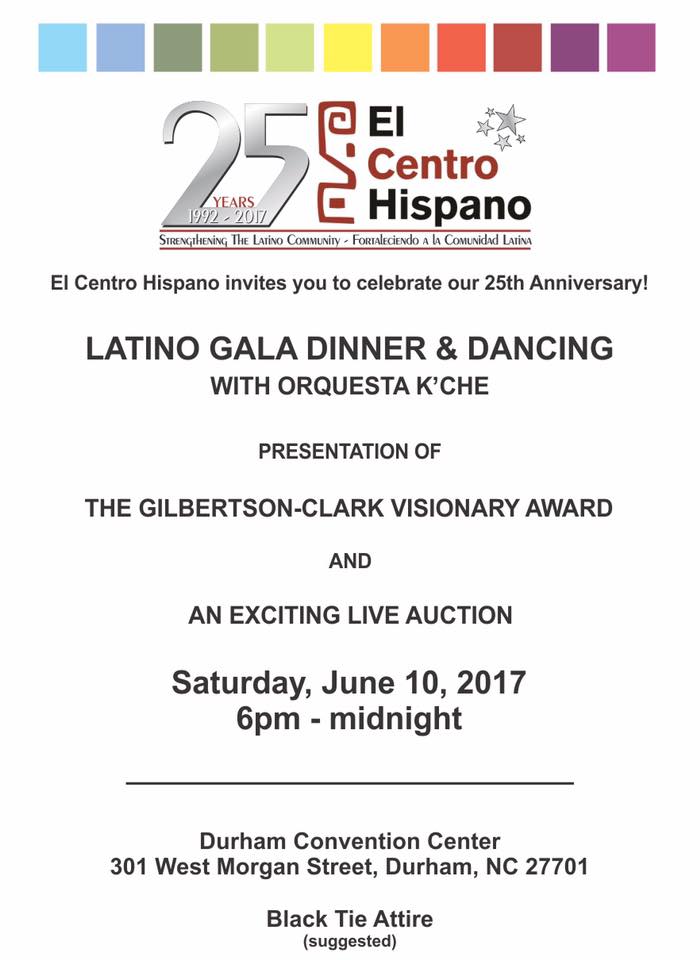 25
YEARS
1992 - 2017
El
Centro
Hispano
Strengthening The Latino Community - Fortaleciendo a la Comunidad Latina
El Centro Hispano invites you to celebrate our 25th Anniversary!
LATINO GALA DINNER & DANCING
WITH ORQUESTA K'CHE
PRESENTATION OF
THE GILBERTSON-CLARK VISIONARY AWARD
AND
AN EXCITING LIVE AUCTION
Saturday, June 10, 2017
6pm - midnight
Durham Convention Center
301 West Morgan Street, Durham, NC 27701
Black Tie Attire
(suggested)